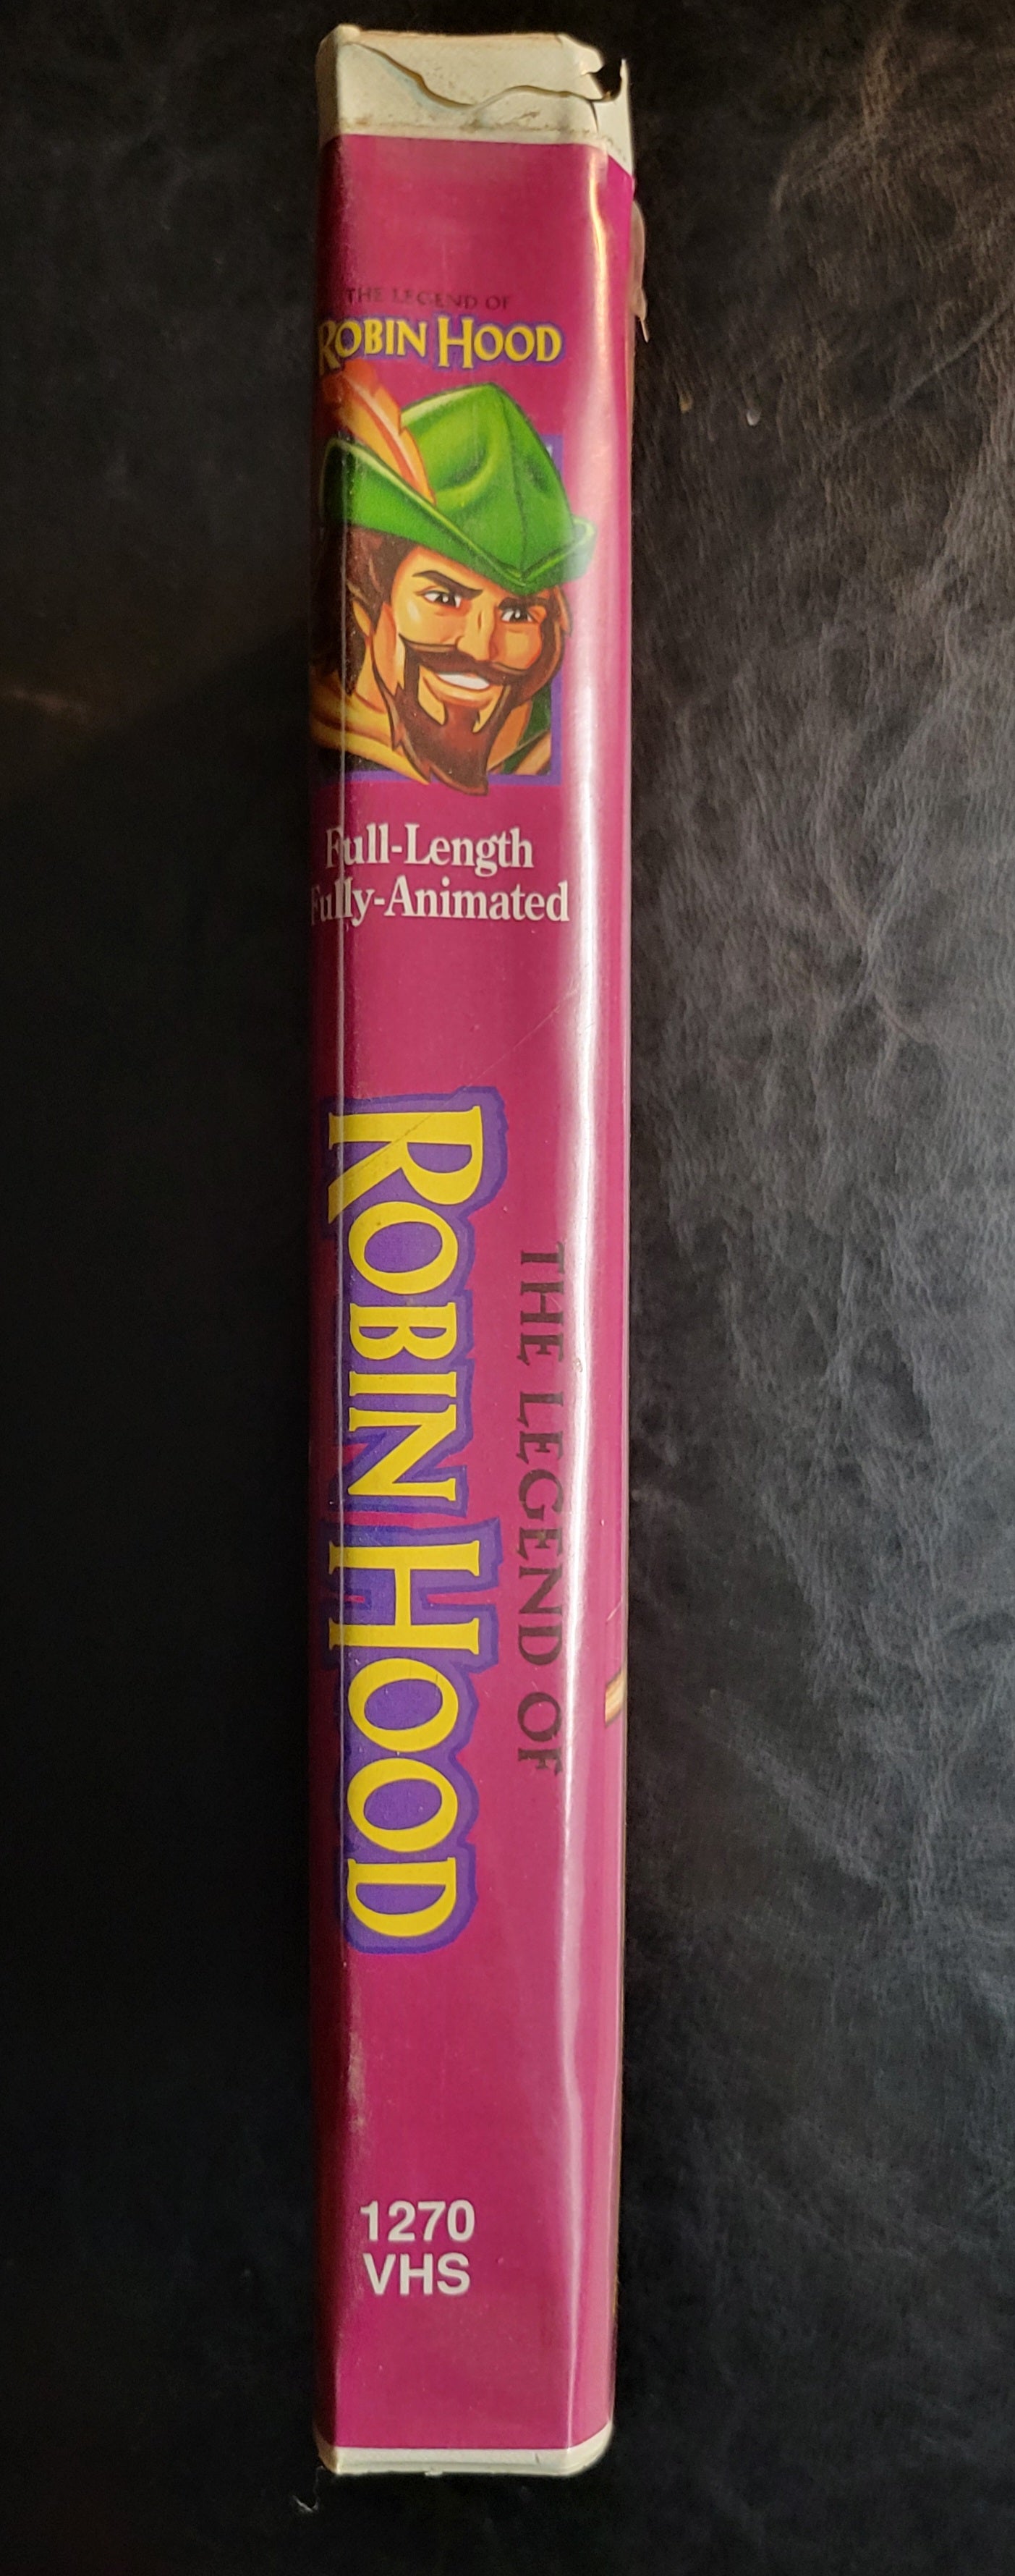 THE LEGEND OF
ROBIN HOOD
Full-Length
Fully-Animated
THE LEGEND OF
ROBIN HOOD
1270
VHS